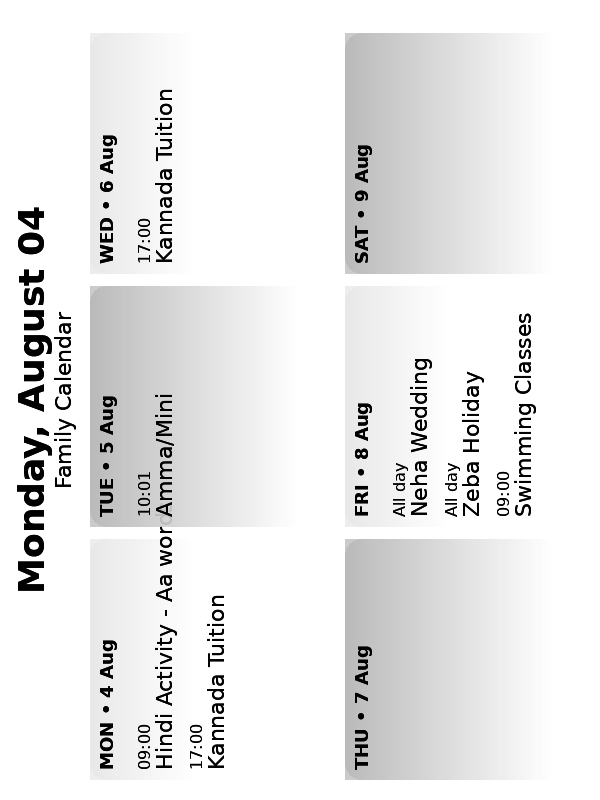 Monday, August 04
Family Calendar
MON • 4 Aug
09:00
Hindi Activity - Aa wor
17:00
Kannada Tuition
TUE • 5 Aug
10:01
Amma/Mini
WED • 6 Aug
17:00
Kannada Tuition
THU • 7 Aug
FRI • 8 Aug
All day
Neha Wedding
All day
Zeba Holiday
09:00
Swimming Classes
SAT • 9 Aug